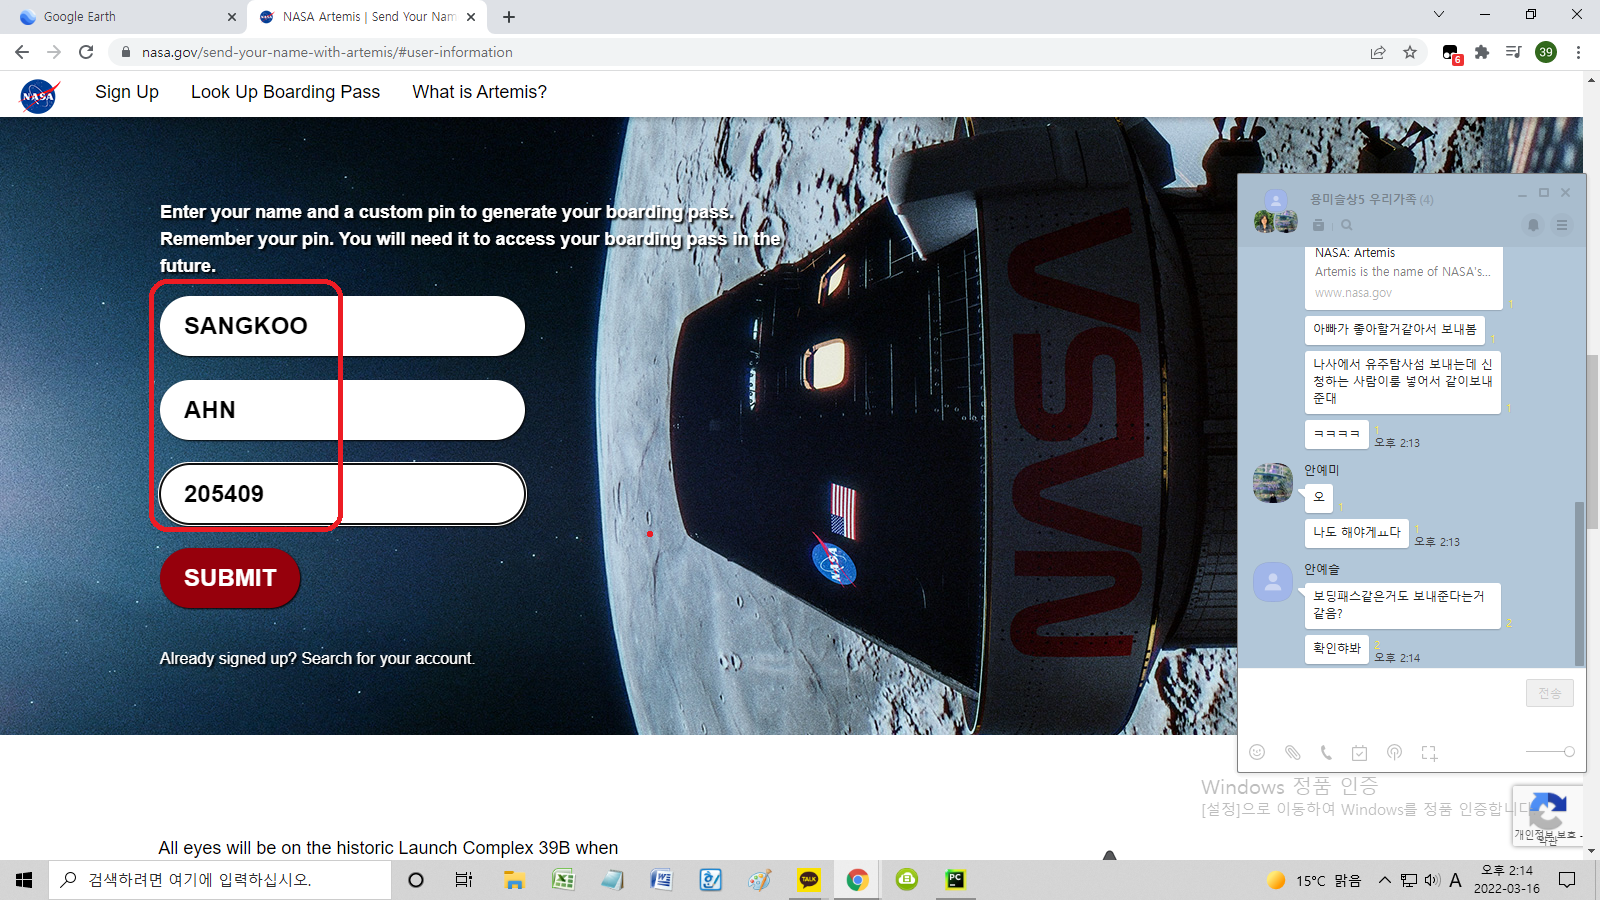 Google Earth
NASA Artemis | Send Your Nam
nasa.gov/send-your-name-with-artemis/#user-information
6
39
NASA
Sign Up
Look Up Boarding Pass
What is Artemis?
Enter your name and a custom pin to generate your boarding pass.
Remember your pin. You will need it to access your boarding pass in the
future.
SANGKOO
AHN
205409
SUBMIT
Already signed up? Search for your account.
NASA
NASA
용미슬상5 우리가족 (4)
NASA: Artemis
Artemis is the name of NASA's...
www.nasa.gov
1
아빠가 좋아할거같아서 보내봄
1
나사에서 유주탐사섬 보내는데 신
청하는 사람이름 넣어서 같이보내
준대
1
ㅋㅋㅋㅋ
1
오후 2:13
안예미
오
1
나도 해야게ㅛ다
1
오후 2:13
안예슬
보딩패스같은거도 보내준다는거
같음?
2
확인햐봐
2
오후 2:14
전송
Windows 정품 인증
[설정]으로 이동하여 Windows를 정품 인증합니다
개인정보 보호 -
약관
All eyes will be on the historic Launch Complex 39B when
검색하려면 여기에 입력하십시오.
TALK
PC
15°C 맑음
A
오후 2:14
2022-03-16